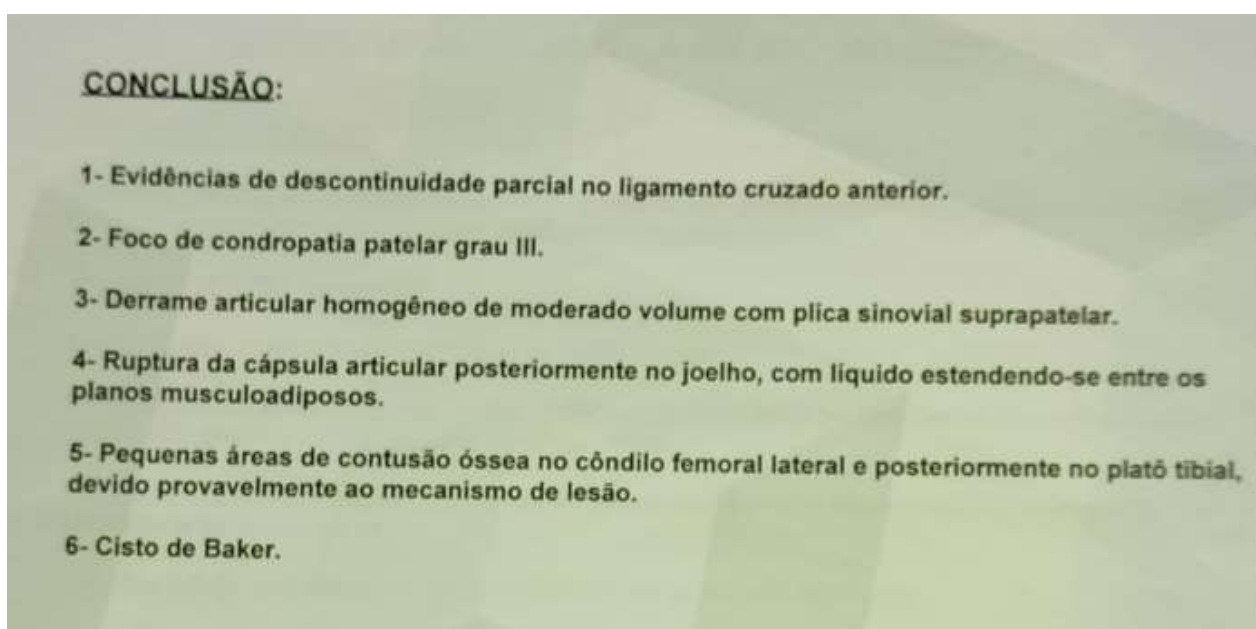 CONCLUSÃO:
1- Evidências de descontinuidade parcial no ligamento cruzado anterior.
2- Foco de condropatia patelar grau III.
3- Derrame articular homogêneo de moderado volume com plica sinovial suprapatelar.
4- Ruptura da cápsula articular posteriormente no joelho, com líquido estendendo-se entre os
planos musculoadiposos.
5- Pequenas áreas de contusão óssea no côndilo femoral lateral e posteriormente no platô tibial,
devido provavelmente ao mecanismo de lesão.
6- Cisto de Baker.